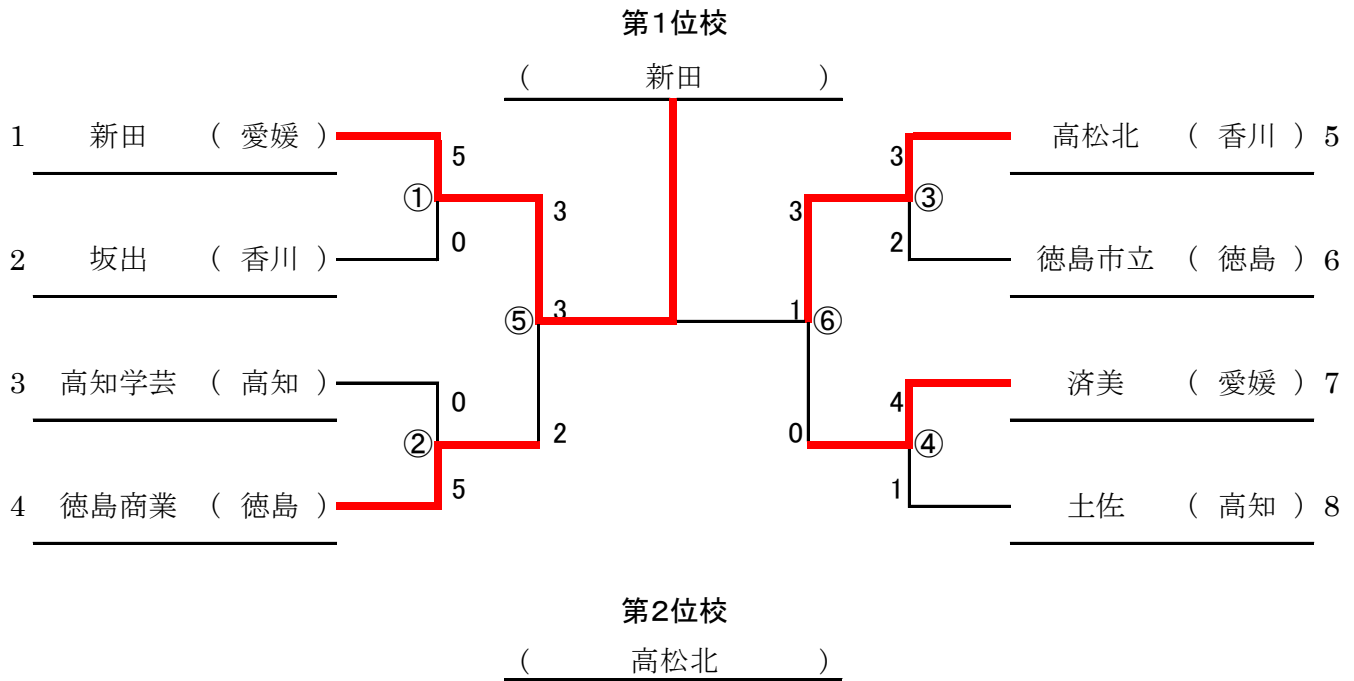 第1位校
( 新田 )
1 新田 ( 愛媛 ) 5 3 高松北 ( 香川 ) 5
① 3 3 ③
2 坂出 ( 香川 ) 0 2 徳島市立 ( 徳島 ) 6
⑤ 3 1 ⑥
3 高知学芸 ( 高知 ) 0 4 済美 ( 愛媛 ) 7
② 2 0 ④
4 徳島商業 ( 徳島 ) 5 1 土佐 ( 高知 ) 8
第2位校
( 高松北 )